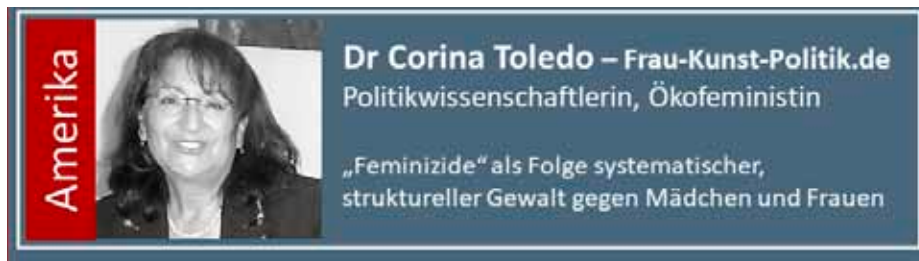 Amerika
Dr Corina Toledo – Frau-Kunst-Politik.de
Politikwissenschaftlerin, Ökofeministin
„Feminizide“ als Folge systematischer,
struktureller Gewalt gegen Mädchen und Frauen